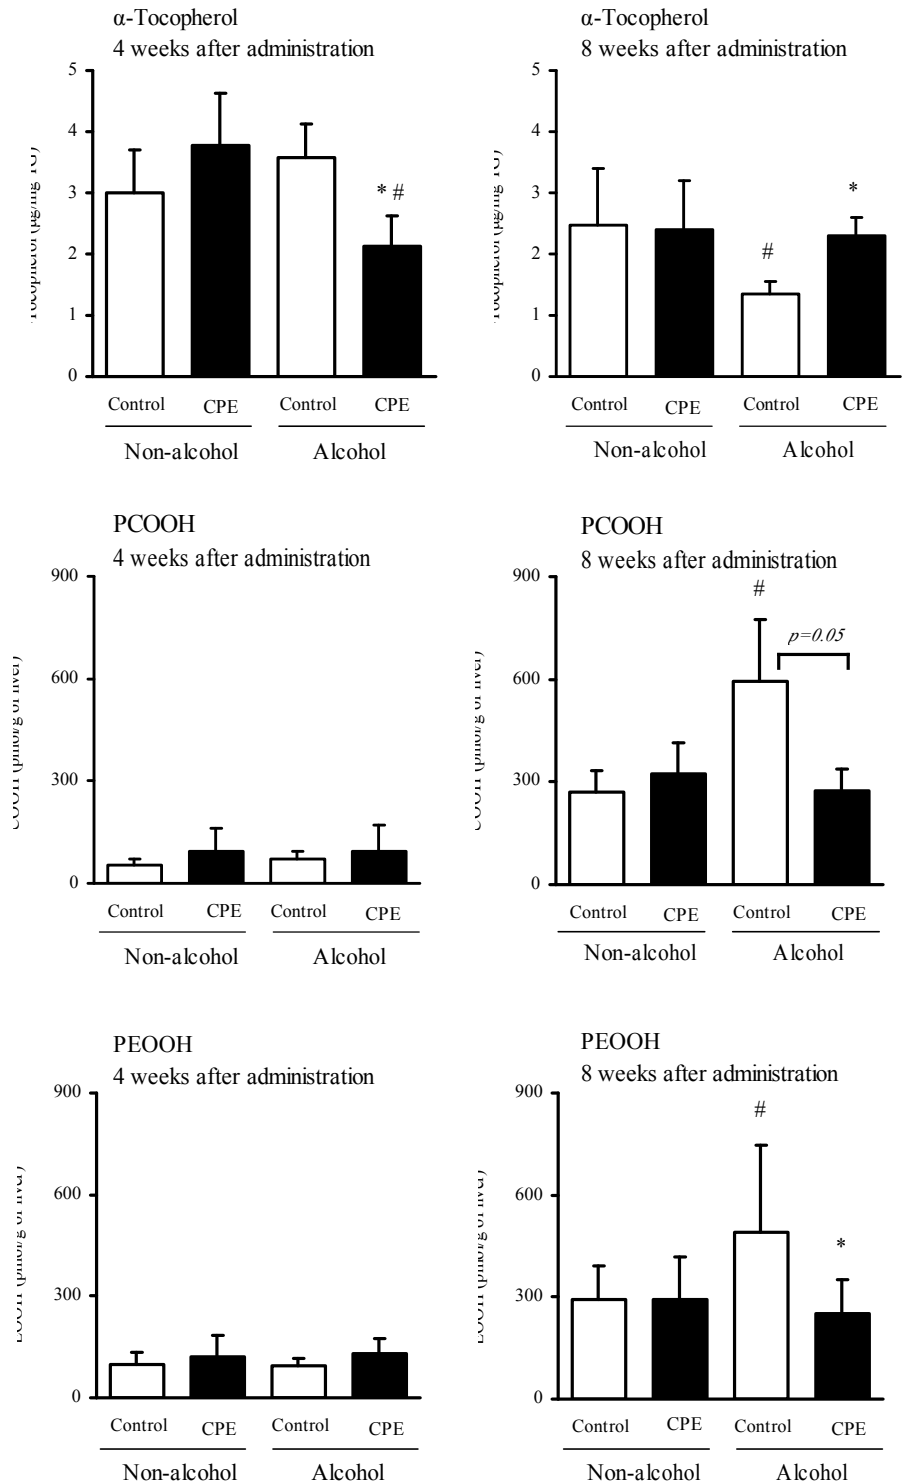 α-Tocopherol
4 weeks after administration
5
4
3
2
1
0
* #
Control CPE Control CPE
Non-alcohol Alcohol
α-Tocopherol
8 weeks after administration
5
4
3
2
1
0
#
*
Control CPE Control CPE
Non-alcohol Alcohol
PCOOH
4 weeks after administration
900
600
300
0
Control CPE Control CPE
Non-alcohol Alcohol
PCOOH
8 weeks after administration
900
600
300
0
#
p=0.05
Control CPE Control CPE
Non-alcohol Alcohol
PEOOH
4 weeks after administration
900
600
300
0
Control CPE Control CPE
Non-alcohol Alcohol
PEOOH
8 weeks after administration
900
600
300
0
#
*
Control CPE Control CPE
Non-alcohol Alcohol